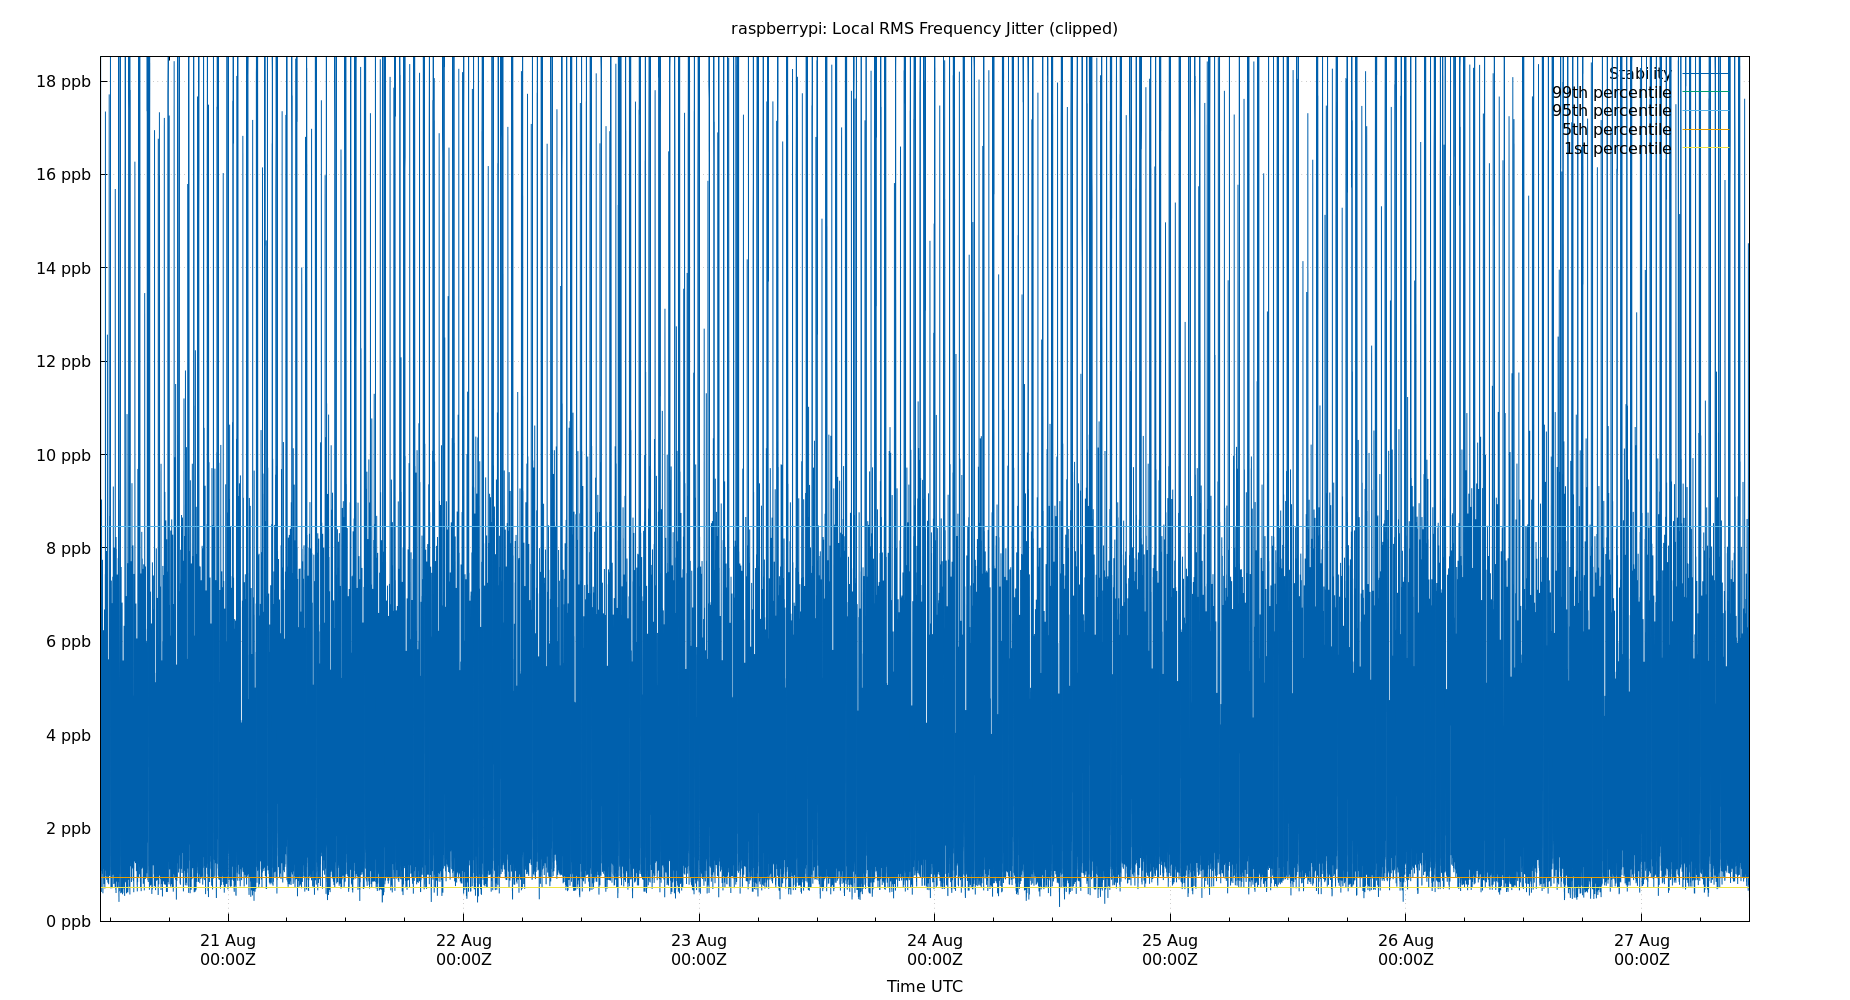 raspberrypi: Local RMS Frequency Jitter (clipped)
18 ppb
16 ppb
14 ppb
12 ppb
10 ppb
8 ppb
6 ppb
4 ppb
2 ppb
0 ppb
Stability
99th percentile
95th percentile
5th percentile
1st percentile
21 Aug 22 Aug 23 Aug 24 Aug 25 Aug 26 Aug 27 Aug
00:00Z 00:00Z 00:00Z 00:00Z 00:00Z 00:00Z 00:00Z
Time UTC